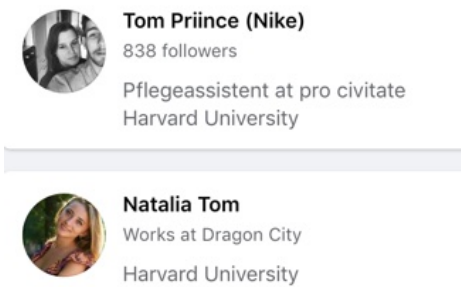 Tom Priince (Nike)
838 followers
Pflegeassistent at pro civitate
Harvard University
Natalia Tom
Works at Dragon City
Harvard University